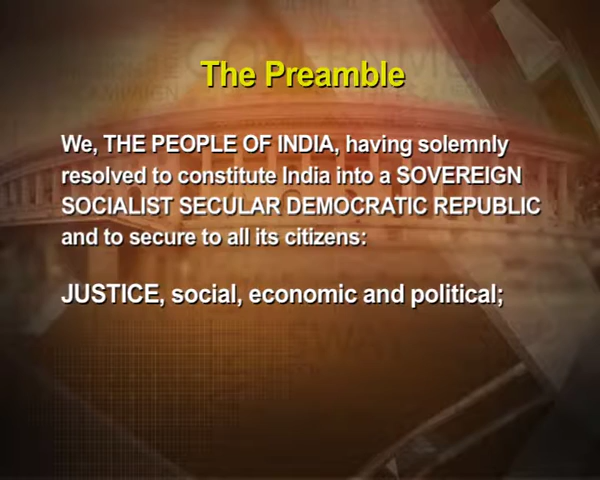 The Preamble
We, THE PEOPLE OF INDIA, having solemnly
resolved to constitute India into a SOVEREIGN
SOCIALIST SECULAR DEMOCRATIC REPUBLIC
and to secure to all its citizens:
JUSTICE, social, economic and political;